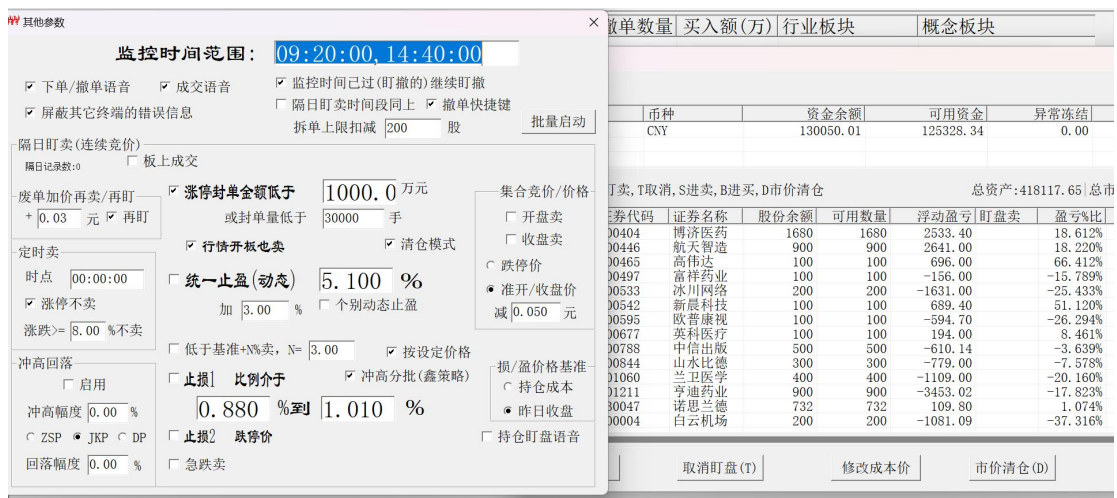 其他参数
监控时间范围： 09:20:00,14:40:00
下单/撤单语音 成交语音 监控时间已过(盯撤的)继续盯撤
屏蔽其它终端的错误信息 隔日盯卖时间段同上 撤单快捷键
拆单上限扣减 200 股 批量启动
隔日盯卖(连续竞价)
隔日记录数:0 板上成交
废单加价再卖/再盯
+ 0.03 元 再盯
定时卖
时点 00:00:00
涨停不卖
涨跌>= 8.00 %不卖
冲高回落
启用
冲高幅度 0.00 %
ZSP JKP DP
回落幅度 0.00 %
涨停封单金额低于 1000.0 万元
或封单量低于 30000 手
行情开板也卖 清仓模式
统一止盈(动态) 5.100 %
加 3.00 % 个别动态止盈
低于基准+N%卖, N= 3.00 按设定价格
止损1 比例介于 冲高分批(鑫策略)
0.880 %到 1.010 %
止损2 跌停价
急跌卖
集合竞价/价格
开盘卖
收盘卖
跌停价
准开/收盘价
减 0.050 元
损/盈价格基准
持仓成本
昨日收盘
持仓盯盘语音
撤单数量 买入额(万) 行业板块 概念板块
币种 资金余额 可用资金 异常冻结
CNY 130050.01 125328.34 0.00
盯卖,T取消,S进卖,B进买,D市价清仓 总资产:418117.65 总市
证券代码 证券名称 股份余额 可用数量 浮动盈亏 盯盘卖 盈亏%比
00404 博济医药 1680 1680 2533.40 18.612%
00446 航天智造 900 900 2641.00 18.220%
00465 高伟达 100 100 696.00 66.412%
00497 富祥药业 100 100 -156.00 -15.789%
00533 冰川网络 200 200 -1631.00 -25.433%
00542 新晨科技 100 100 689.40 51.120%
00595 欧普康视 100 100 -594.70 -26.294%
00677 英科医疗 100 100 194.00 8.461%
00788 中信出版 500 500 -610.14 -3.639%
00844 山水比德 300 300 -779.00 -7.578%
01060 兰卫医学 400 400 -1109.00 -20.160%
01211 亨迪药业 900 900 -3453.02 -17.823%
30047 诺思兰德 732 732 109.80 1.074%
00004 白云机场 200 200 -1081.09 -37.316%
取消盯盘(T) 修改成本价 市价清仓(D)